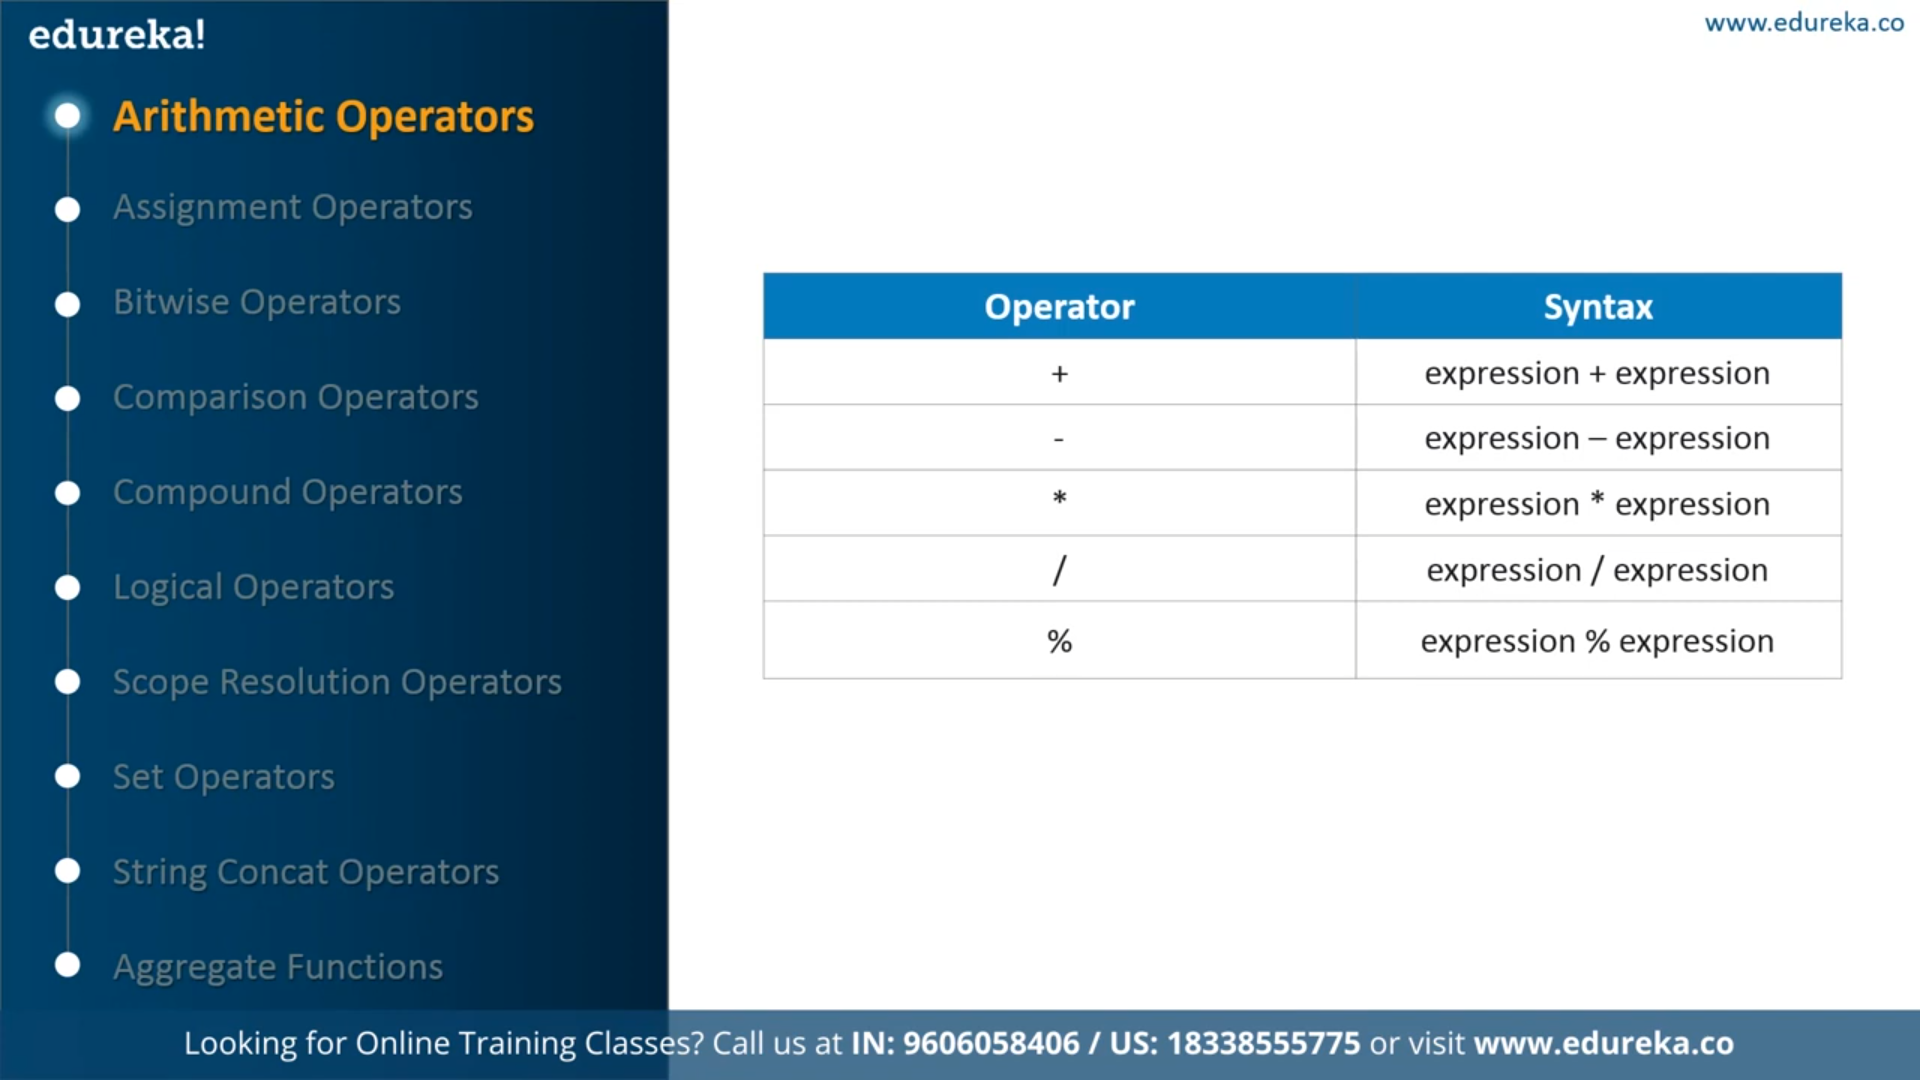 edureka!
www.edureka.co
Arithmetic Operators
Assignment Operators
Bitwise Operators
Comparison Operators
Compound Operators
Logical Operators
Scope Resolution Operators
Set Operators
String Concat Operators
Aggregate Functions
Operator Syntax
+ expression + expression
- expression – expression
* expression * expression
/ expression / expression
% expression % expression
Looking for Online Training Classes? Call us at IN: 9606058406 / US: 18338555775 or visit www.edureka.co